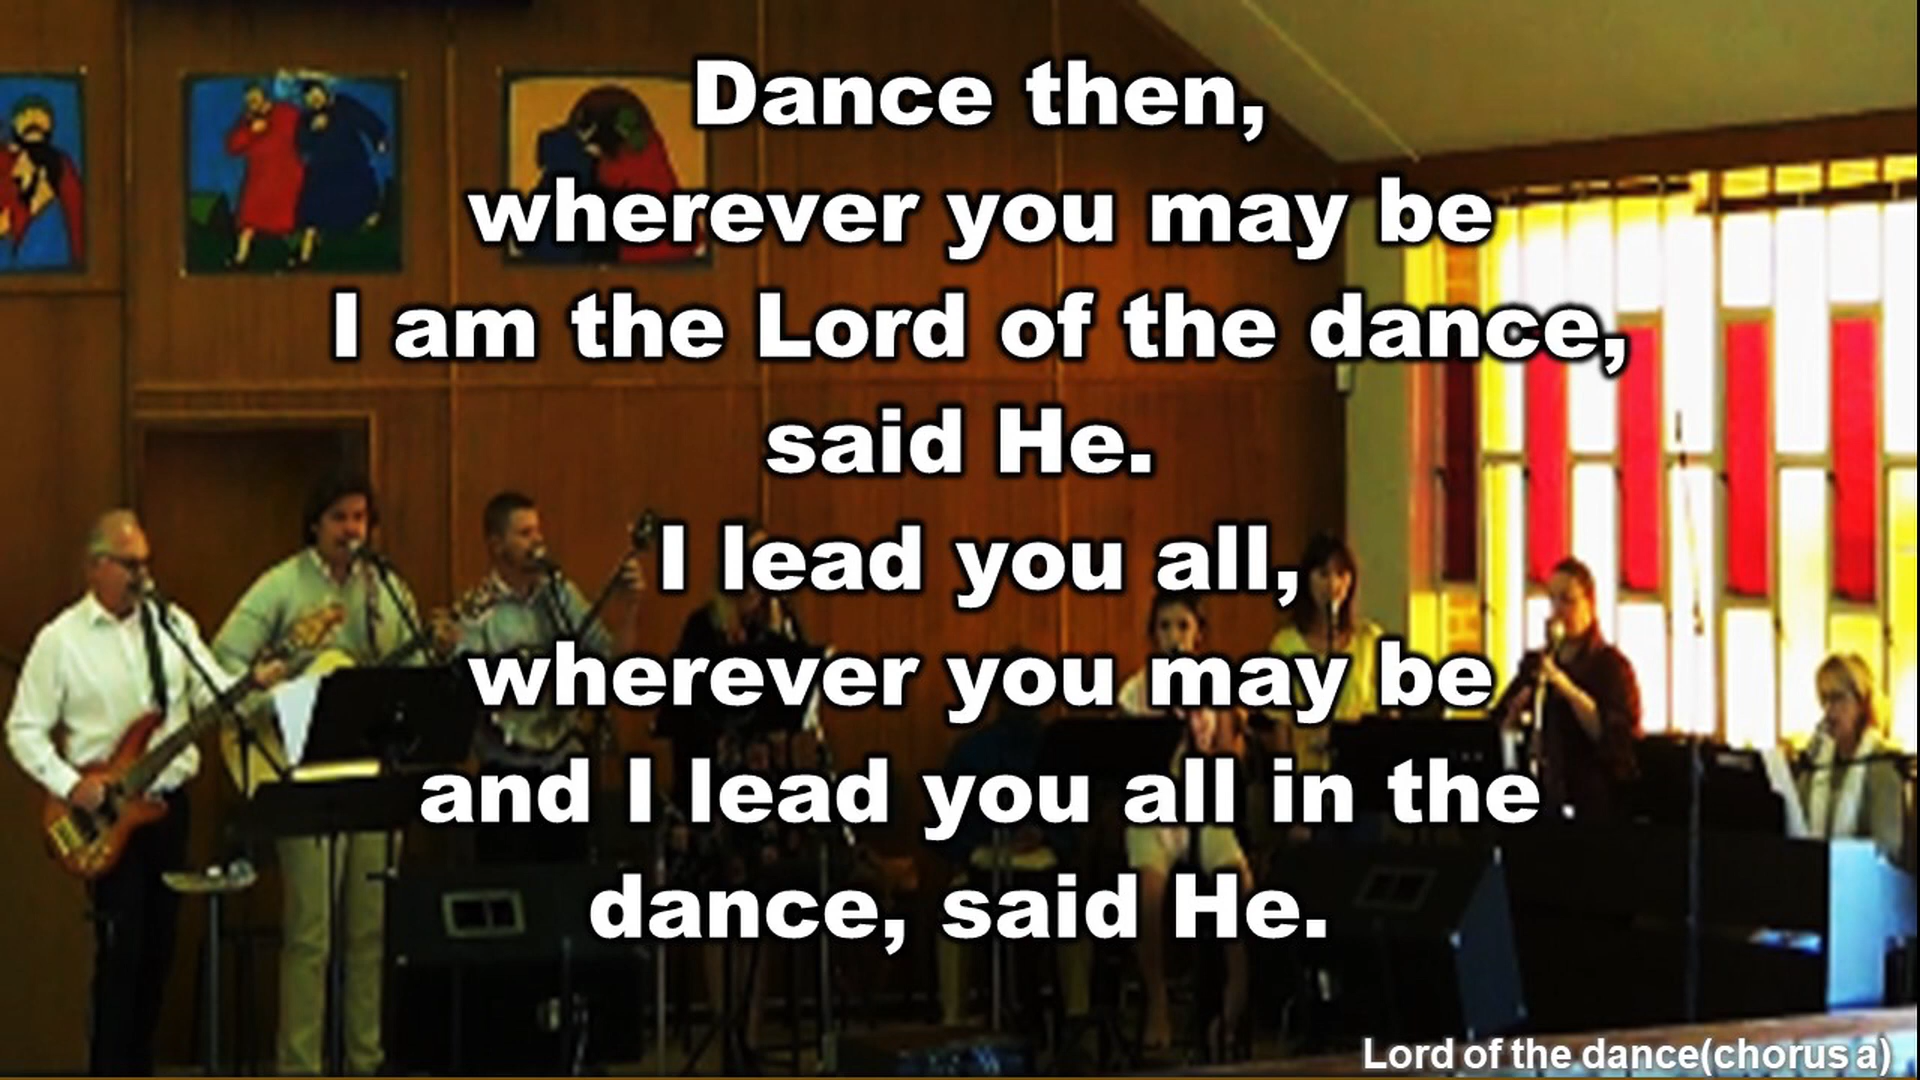 Dance then,
wherever you may be
I am the Lord of the dance,
said He.
I lead you all,
wherever you may be
and I lead you all in the
dance, said He.
Lord of the dance(chorus a)